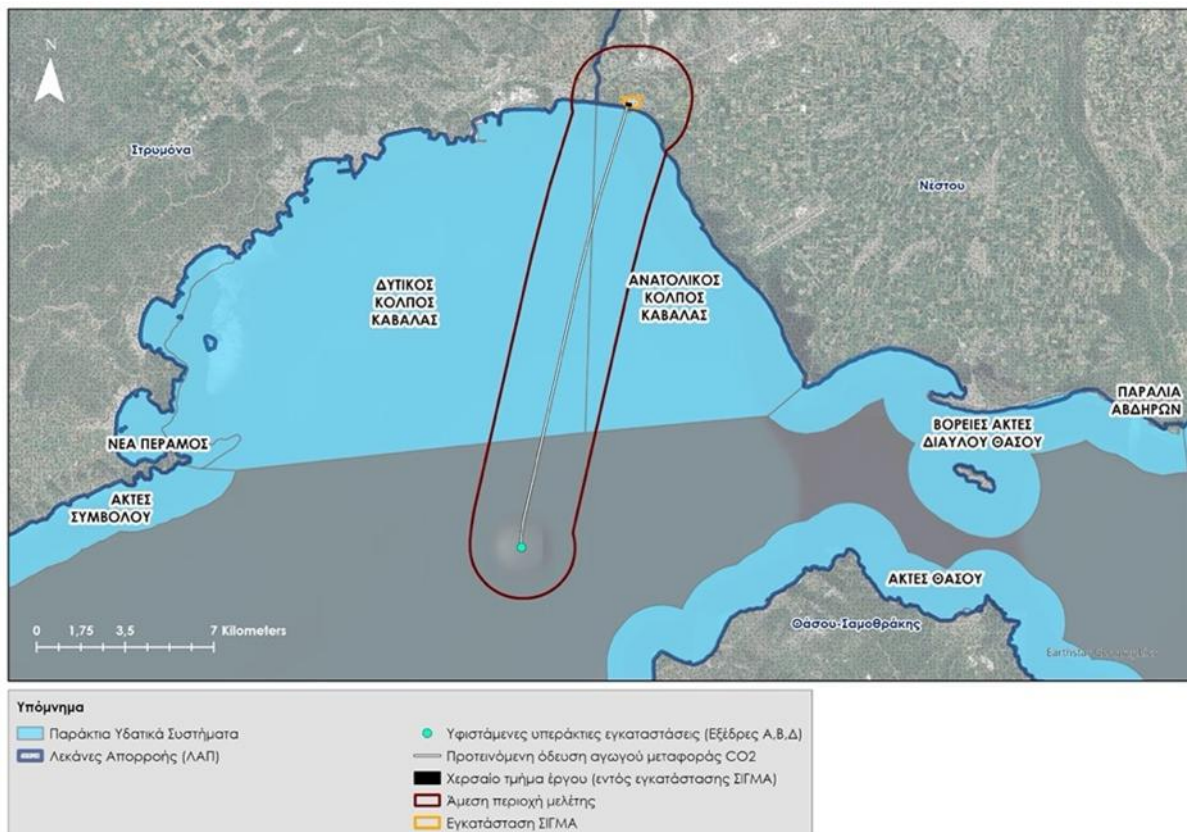 N
Στρυμόνα
Νέστου
ΔΥΤΙΚΟΣ
ΚΟΛΠΟΣ
ΚΑΒΑΛΑΣ
ΑΝΑΤΟΛΙΚΟΣ
ΚΟΛΠΟΣ
ΚΑΒΑΛΑΣ
ΠΑΡΑΛΙΑ
ΑΒΔΗΡΩΝ
ΒΟΡΕΙΕΣ ΑΚΤΕΣ
ΔΙΑΥΛΟΥ ΘΑΣΟΥ
ΝΕΑ ΠΕΡΑΜΟΣ
ΑΚΤΕΣ
ΣΥΜΒΟΛΟΥ
ΑΚΤΕΣ ΘΑΣΟΥ
Θάσου-Σαμοθράκης
0 1,75 3,5 7 Kilometers
Υπόμνημα
Παράκτια Υδατικά Συστήματα
Λεκάνες Απορροής (ΛΑΠ)
Υφιστάμενες υπεράκτιες εγκαταστάσεις (Εξέδρες Α,Β,Δ)
Προτεινόμενη όδευση αγωγού μεταφοράς CO2
Χερσαίο τμήμα έργου (εντός εγκατάστασης ΣΙΓΜΑ)
Άμεση περιοχή μελέτης
Εγκατάσταση ΣΙΓΜΑ